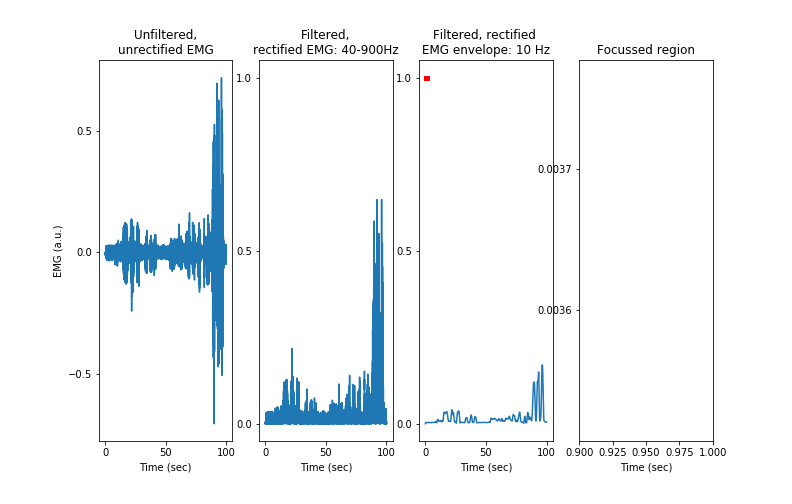 Unfiltered,
unrectified EMG
Filtered,
rectified EMG: 40-900Hz
Filtered, rectified
EMG envelope: 10 Hz
Focussed region
EMG (a.u.)
0.5
0.0
−0.5
0
50
100
Time (sec)
1.0
0.5
0.0
0
50
100
Time (sec)
1.0
0.5
0.0
0
50
100
Time (sec)
0.0037
0.0036
0.900
0.925
0.950
0.975
1.000
Time (sec)